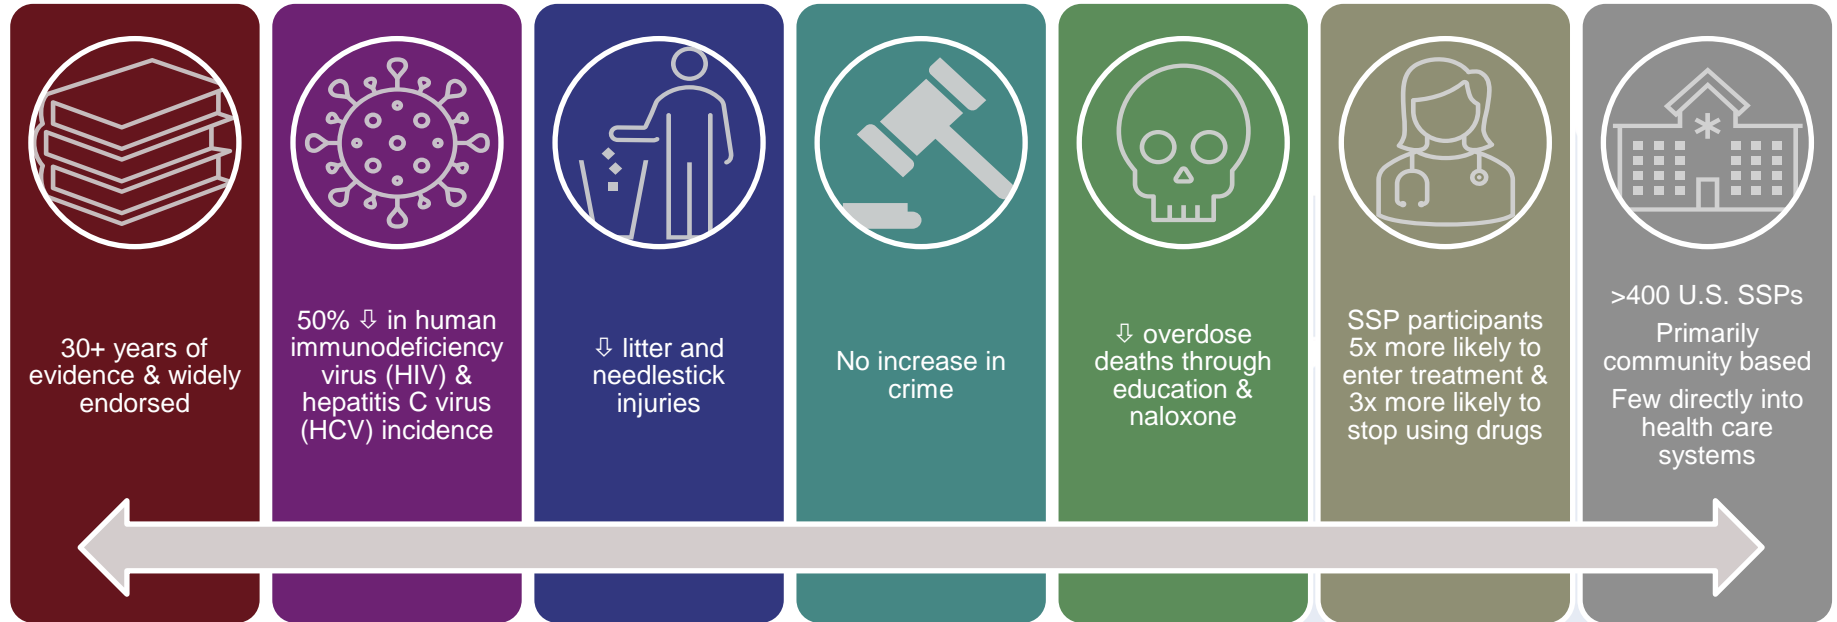 30+ years of
evidence & widely
endorsed
50% ⇩ in human
immunodeficiency
virus (HIV) &
hepatitis C virus
(HCV) incidence
⇩ litter and
needlestick
injuries
No increase in
crime
⇩ overdose
deaths through
education &
naloxone
SSP participants
5x more likely to
enter treatment &
3x more likely to
stop using drugs
>400 U.S. SSPs
Primarily
community based
Few directly into
health care
systems